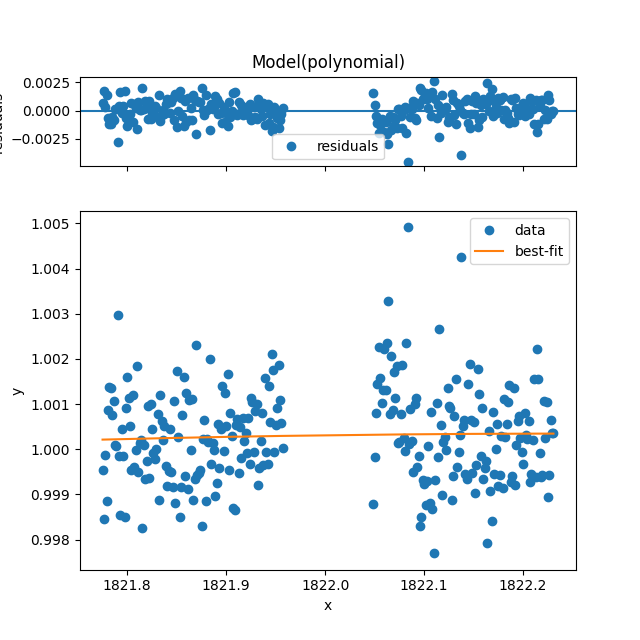 Model(polynomial)
0.0025
0.0000
−0.0025
residuals
residuals
1.005
1.004
1.003
1.002
1.001
1.000
0.999
0.998
y
data
best-fit
1821.8 1821.9 1822.0 1822.1 1822.2
x